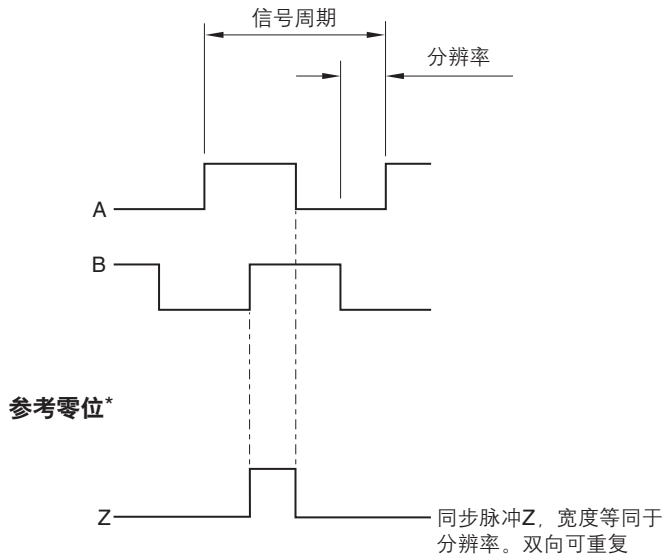 信号周期
分辨率
A
B
参考零位*
Z
同步脉冲Z，宽度等同于
分辨率。双向可重复